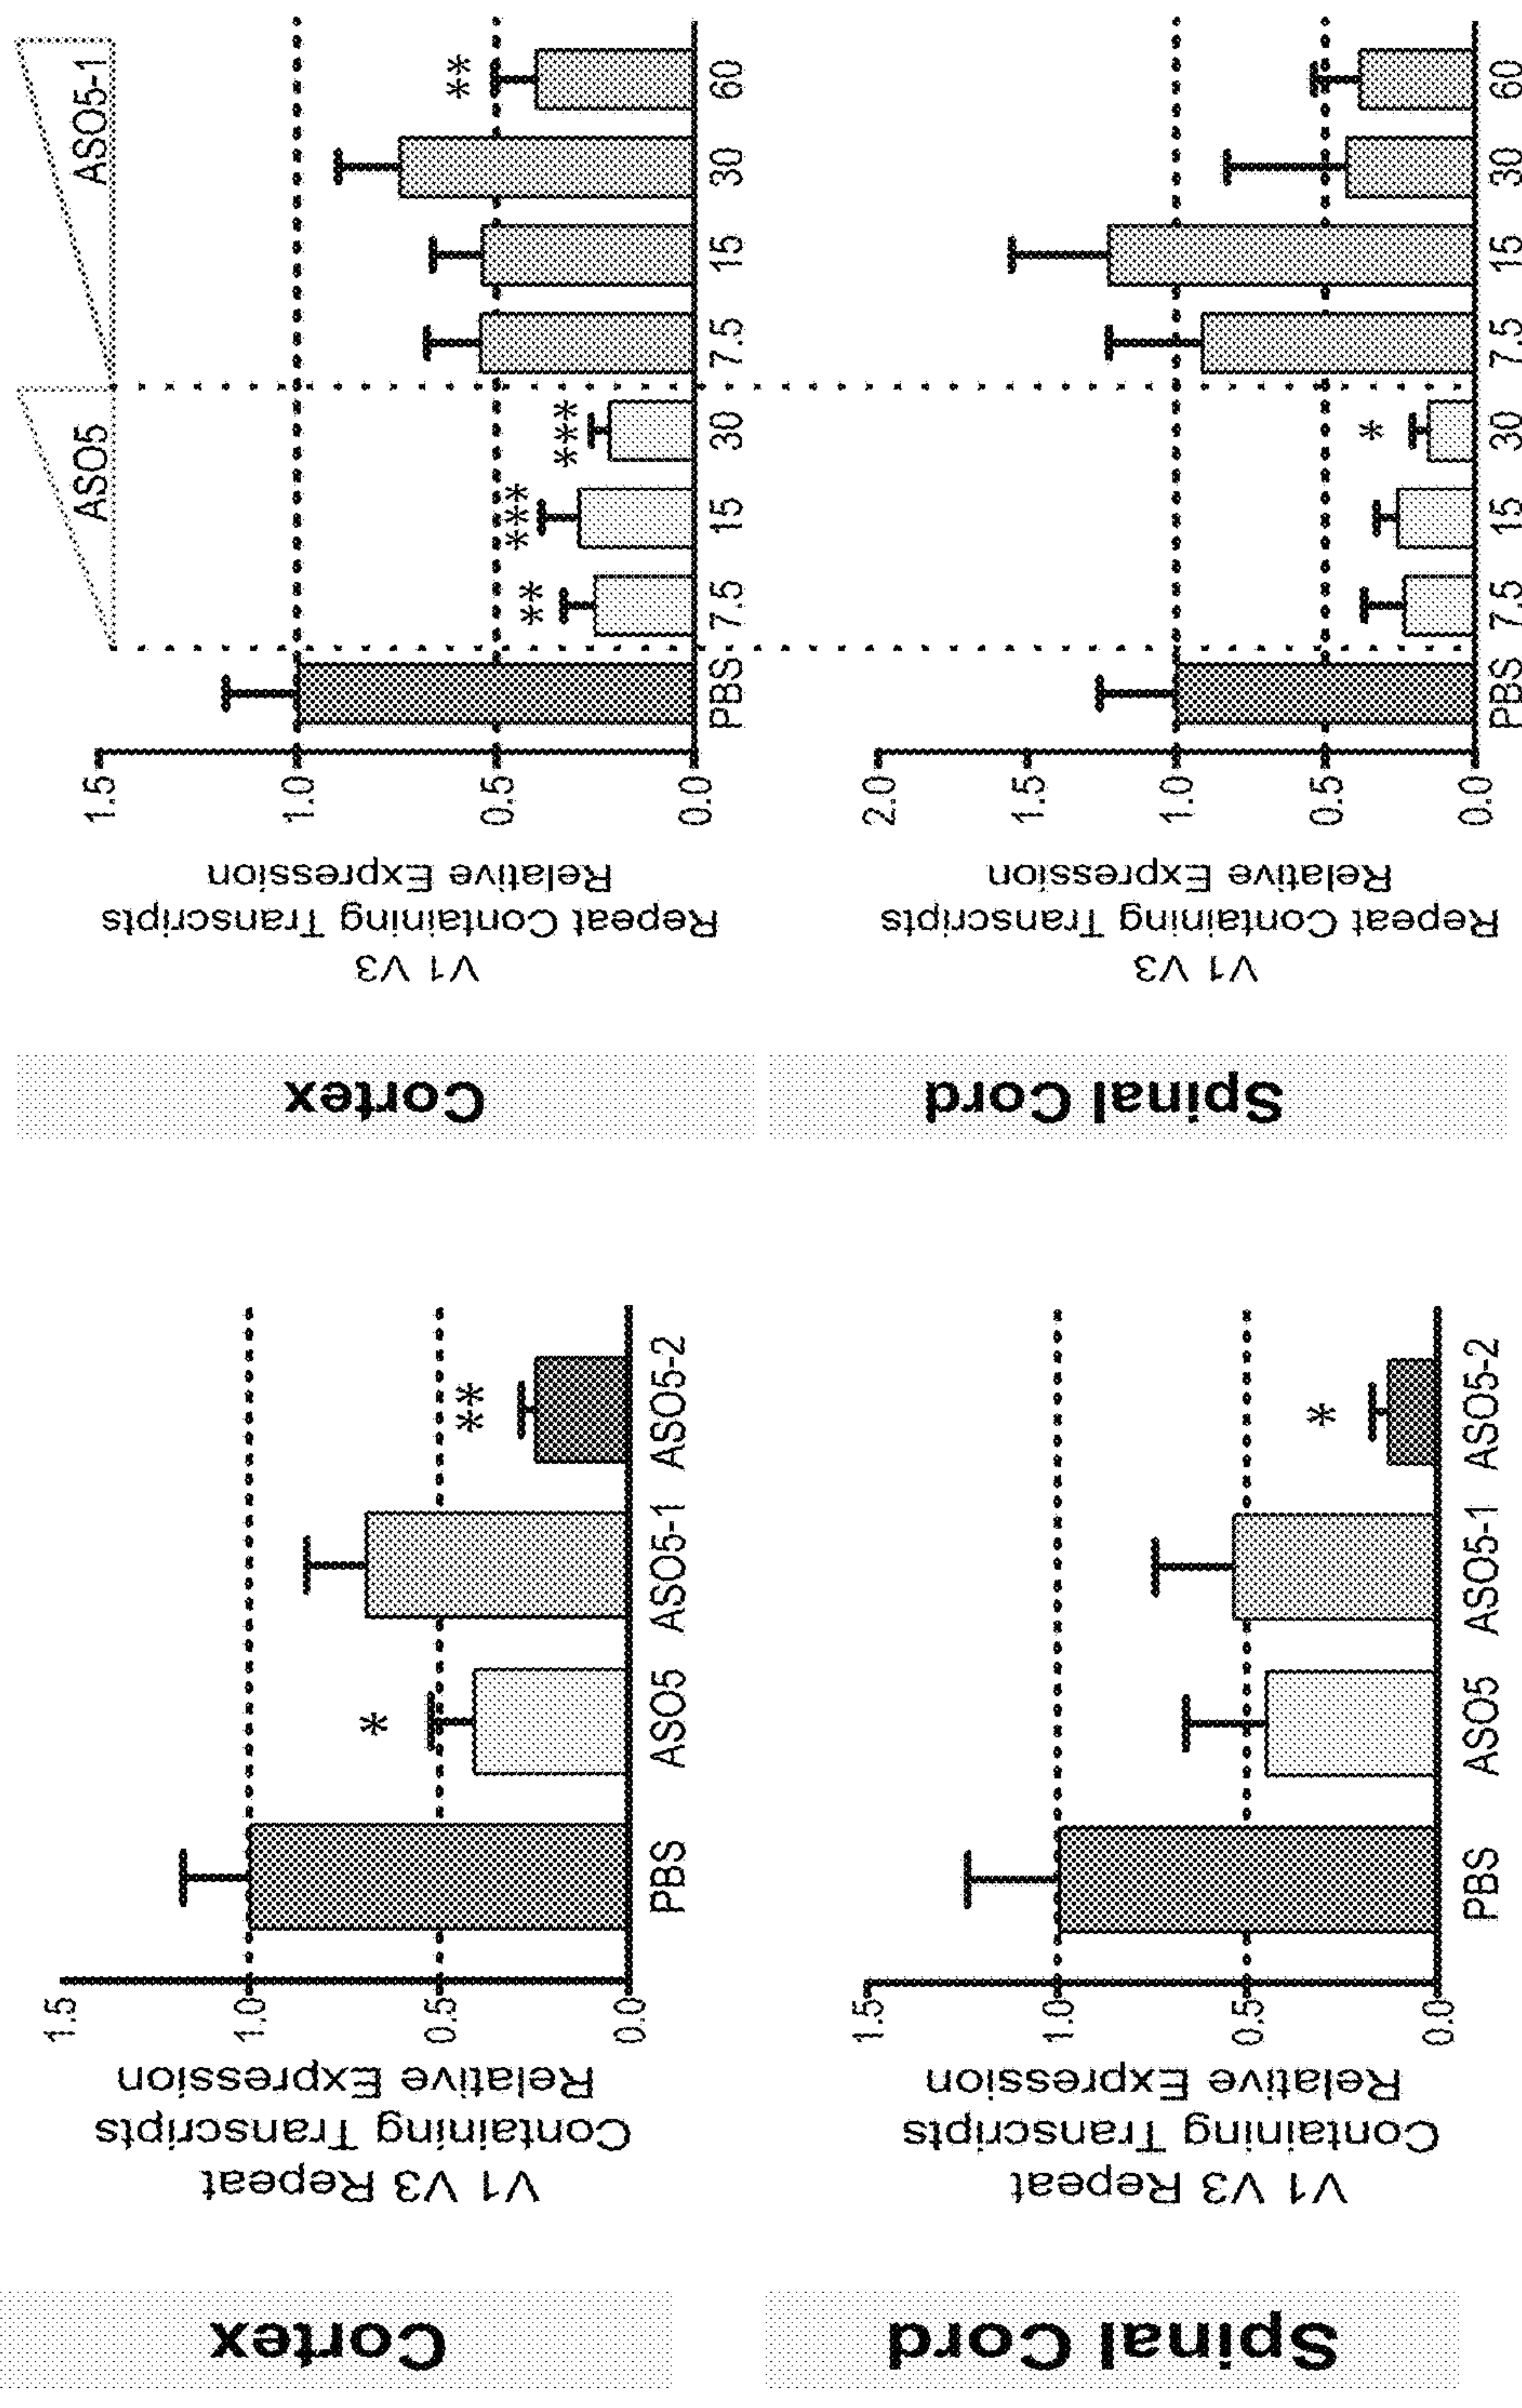 Cortex
V1 V3 Repeat
Containing Transcripts
Relative Expression
1.5
1.0
0.5
0.0
*
**
PBS ASO5 ASO5-1 ASO5-2
Spinal Cord
V1 V3 Repeat
Containing Transcripts
Relative Expression
1.5
1.0
0.5
0.0
*
PBS ASO5 ASO5-1 ASO5-2
Cortex
V1 V3
Repeat Containing Transcripts
Relative Expression
ASO5 ASO5-1
1.5
1.0
0.5
0.0
** *** *** **
PBS 7.5 15 30 7.5 15 30 60
Spinal Cord
V1 V3
Repeat Containing Transcripts
Relative Expression
2.0
1.5
1.0
0.5
0.0
*
PBS 7.5 15 30 7.5 15 30 60